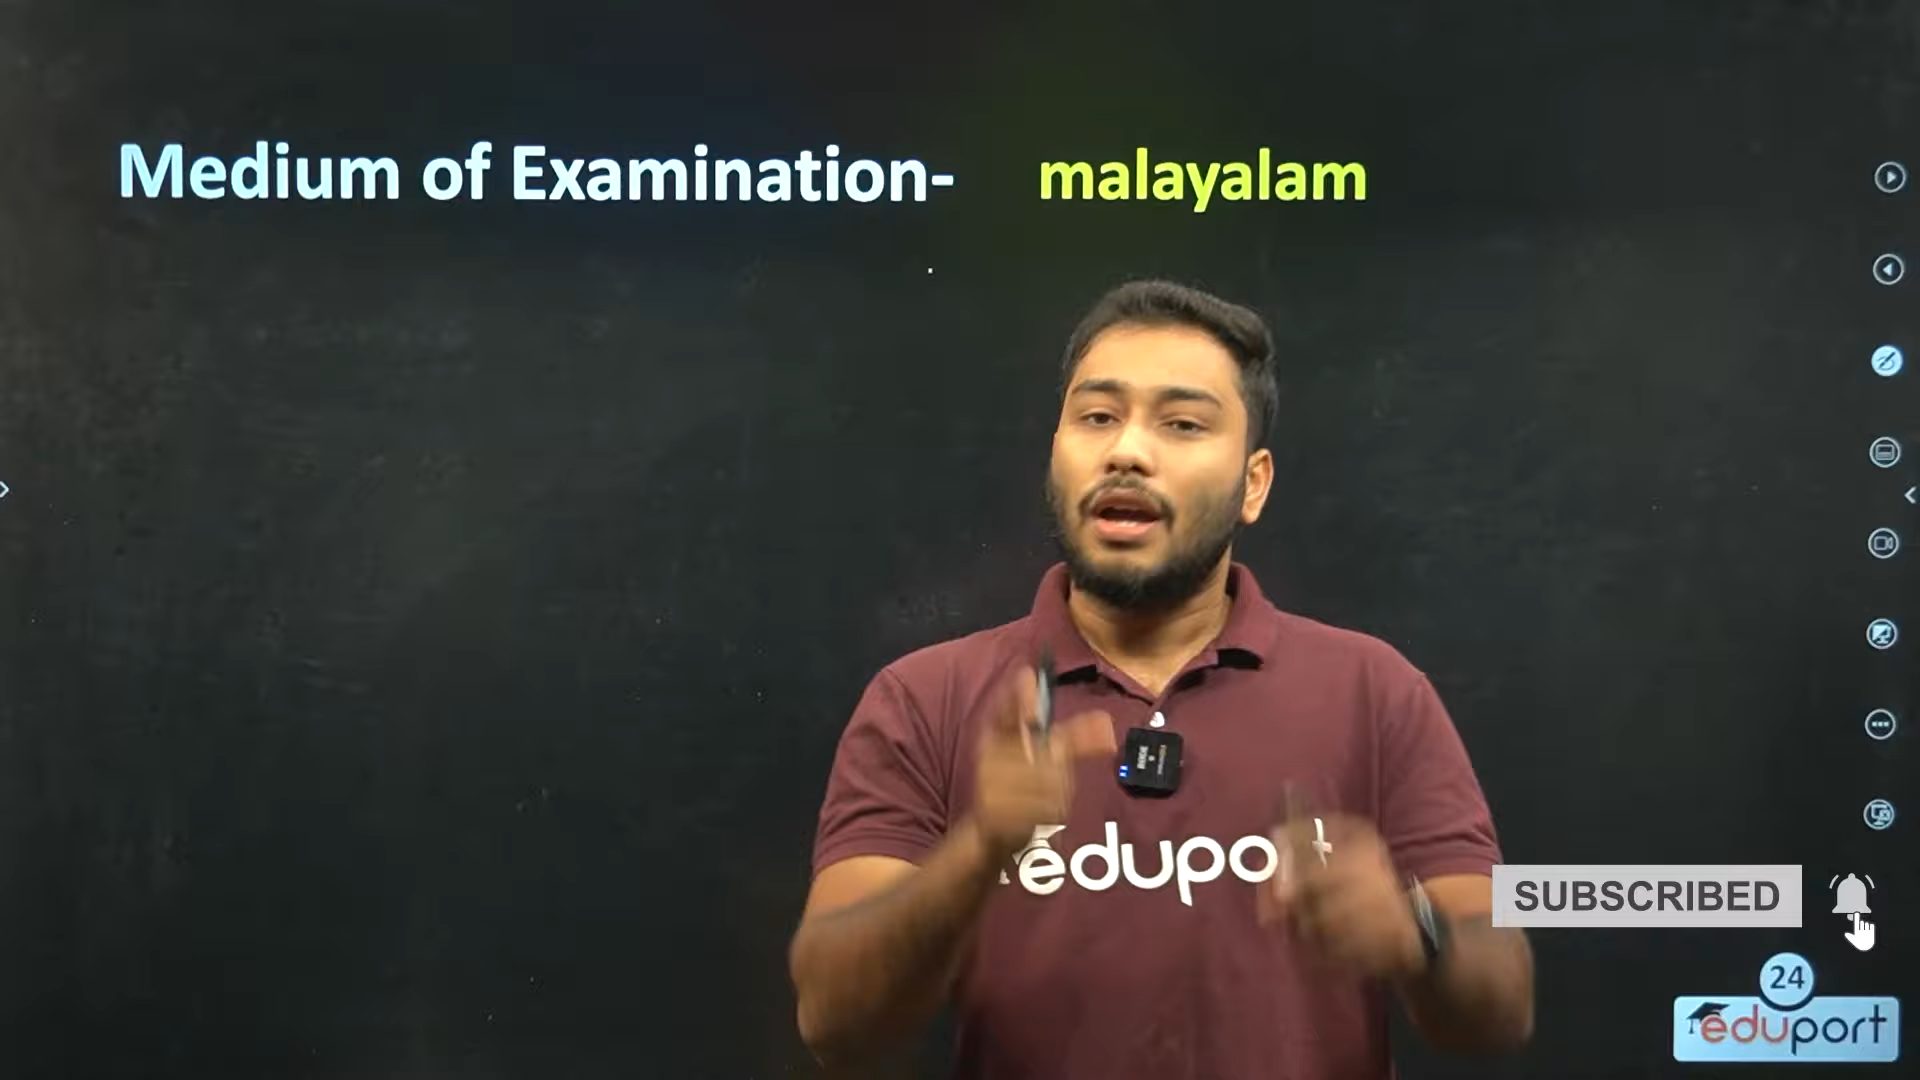 Medium of Examination- malayalam
eduport
SUBSCRIBED
24
eduport